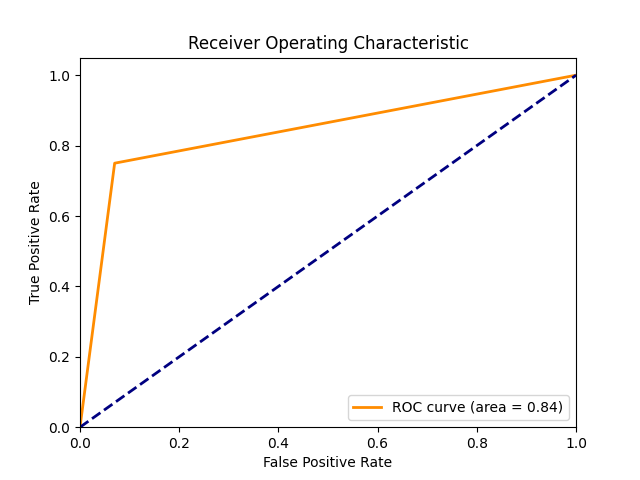 Receiver Operating Characteristic
1.0
0.8
0.6
0.4
0.2
0.0
True Positive Rate
ROC curve (area = 0.84)
0.0 0.2 0.4 0.6 0.8 1.0
False Positive Rate